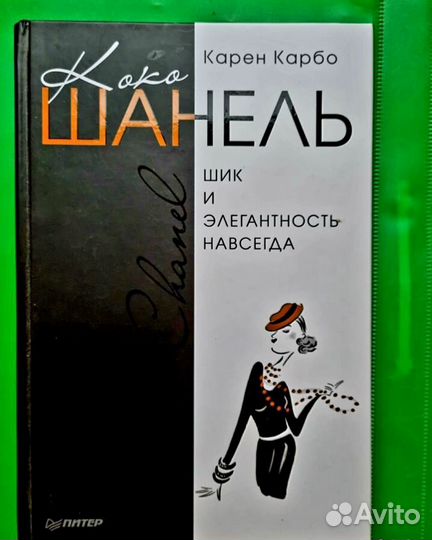 Карен Карбо
Коко
ШАНЕЛЬ
Chanel
ШИК
И
ЭЛЕГАНТНОСТЬ
НАВСЕГДА
ПИТЕР
Avito